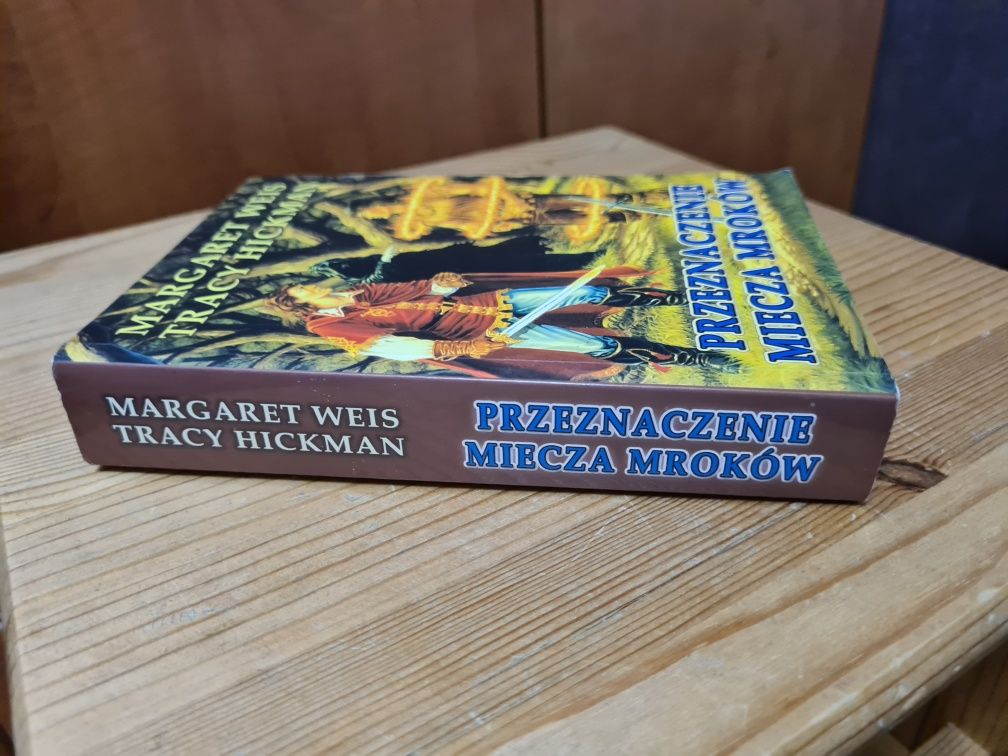 MARGARET WEIS
TRACY HICKMAN
PRZEZNACZENIE
MIECZA MROKÓW
MARGARET WEIS
TRACY HICKMAN
PRZEZNACZENIE
MIECZA MROKÓW